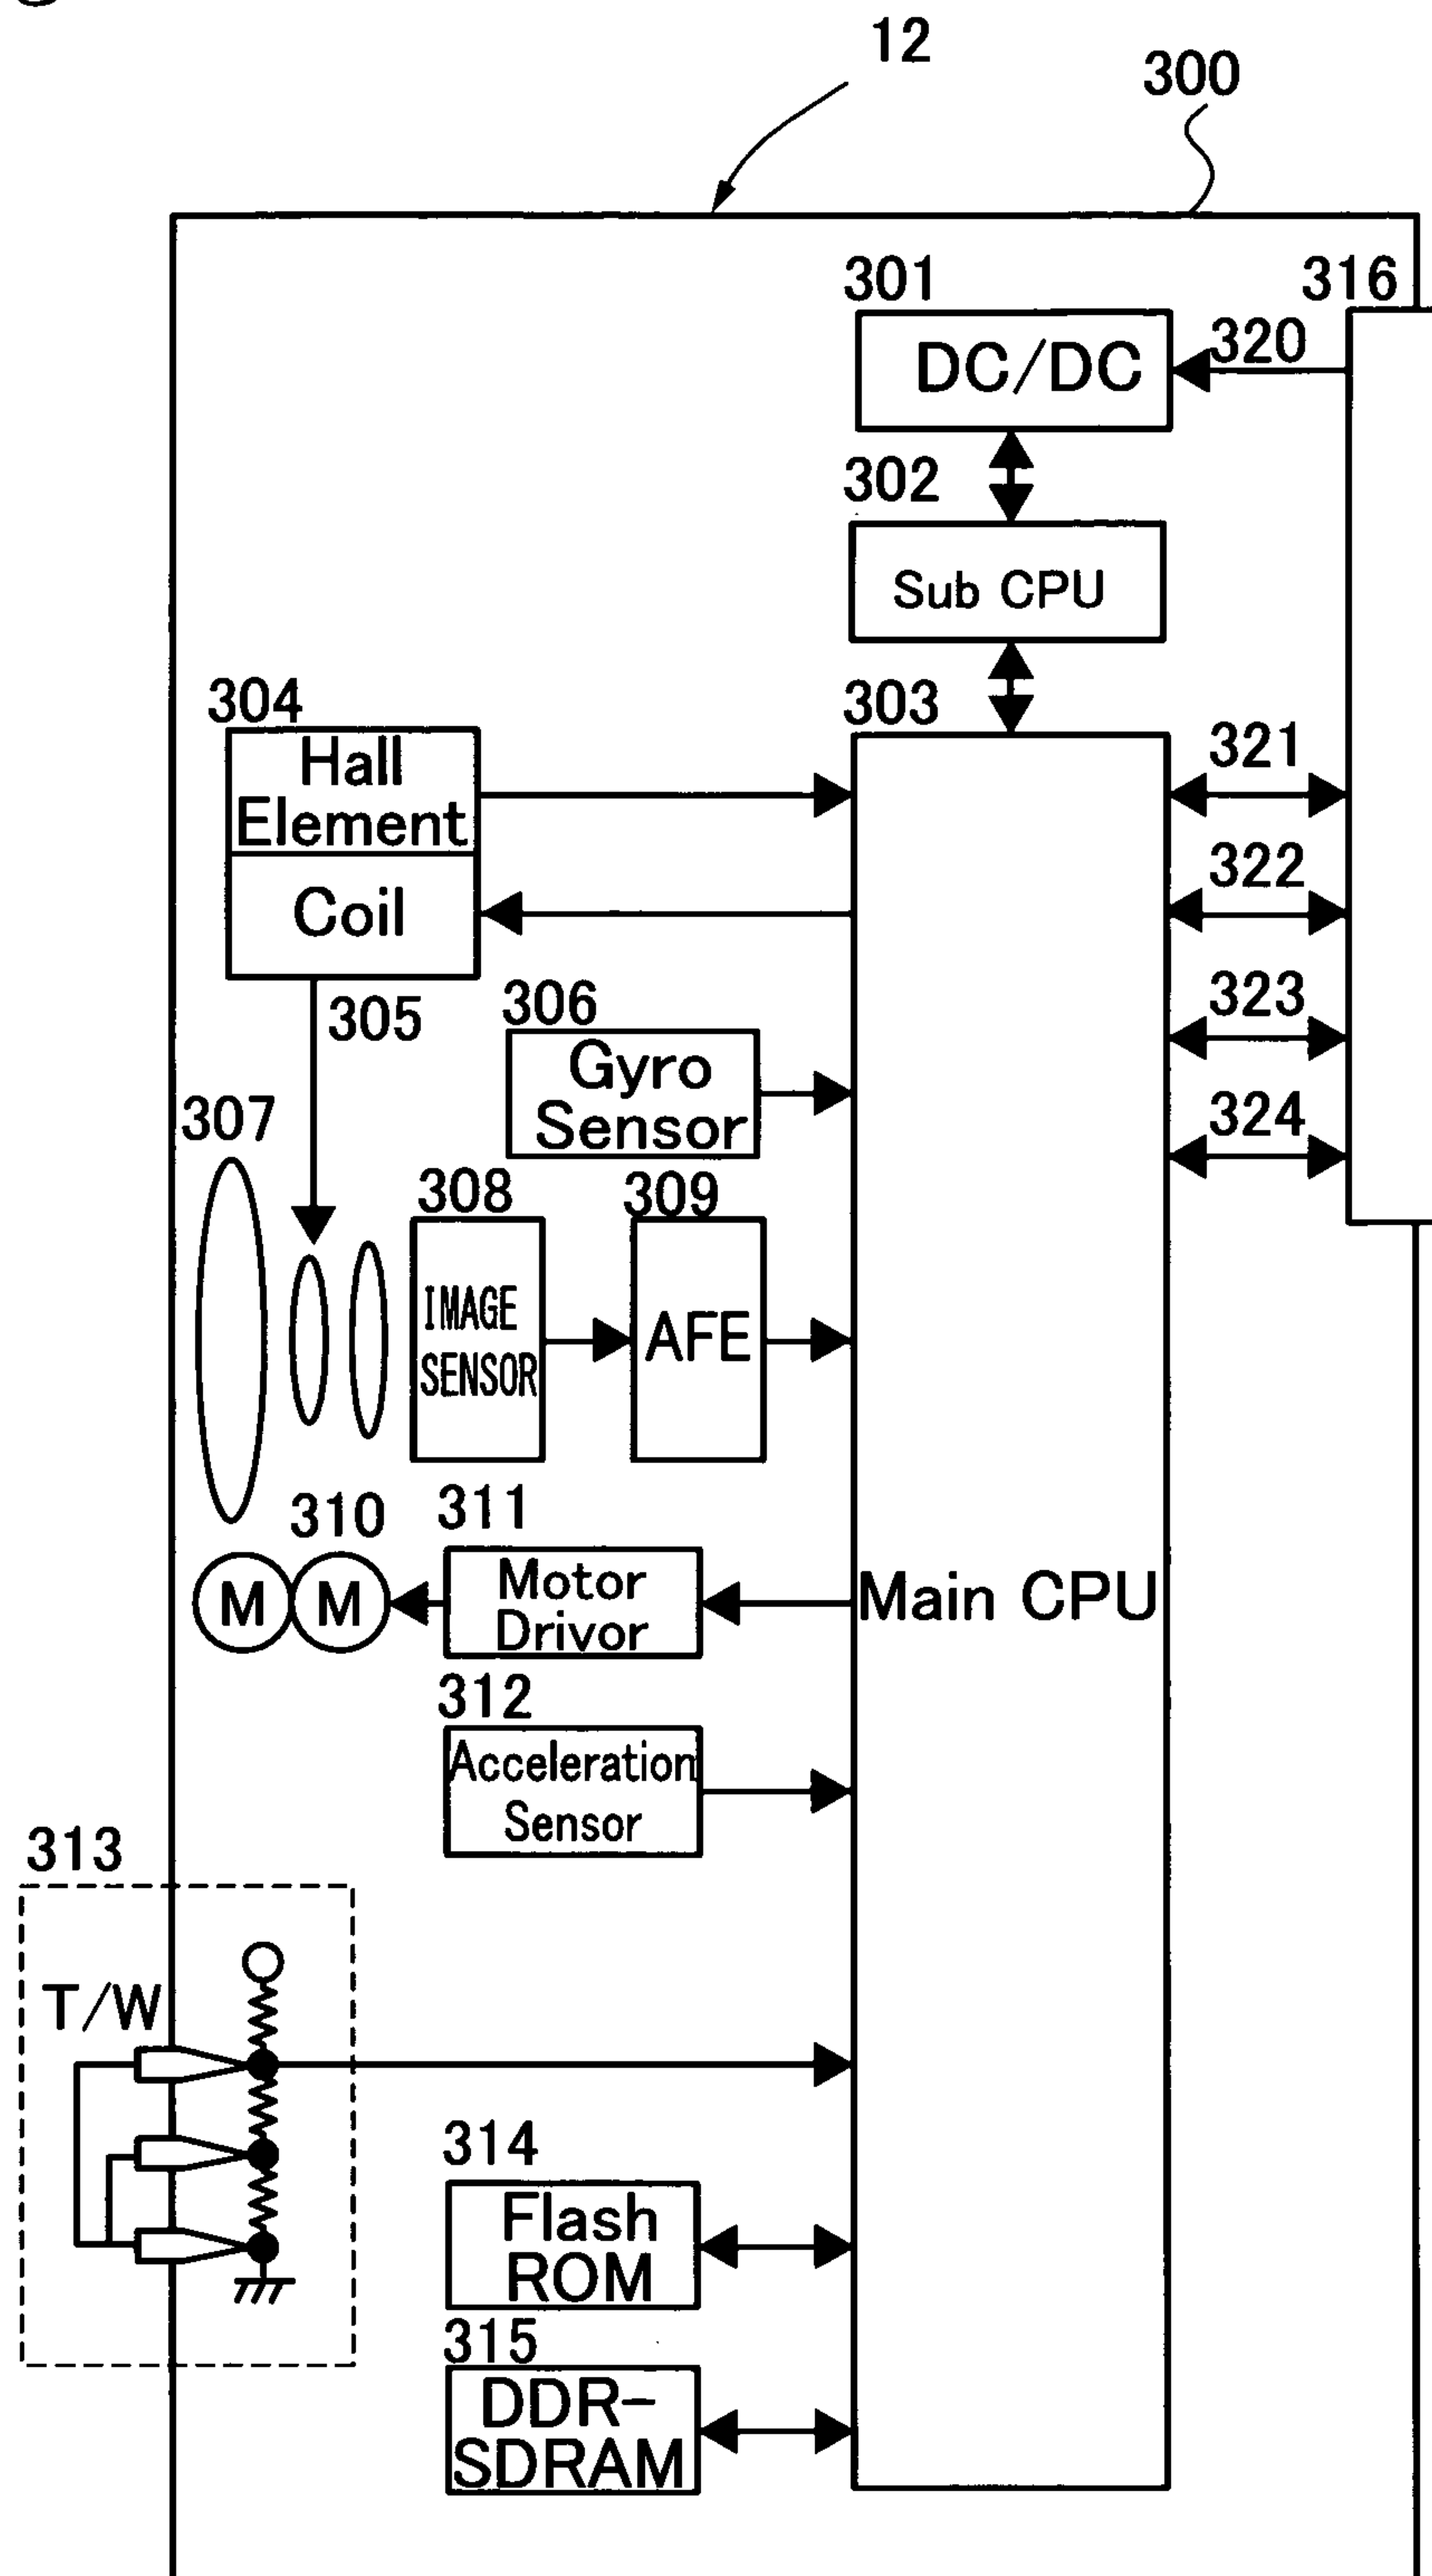 12
300
301
316
DC/DC
320
302
Sub CPU
303
304
Hall
Element
321
Coil
322
305
306
323
Gyro
Sensor
307
324
308
309
IMAGE
SENSOR
AFE
310
311
M
M
Motor
Drivor
Main CPU
312
Acceleration
Sensor
313
T/W
314
Flash
ROM
315
DDR-
SDRAM